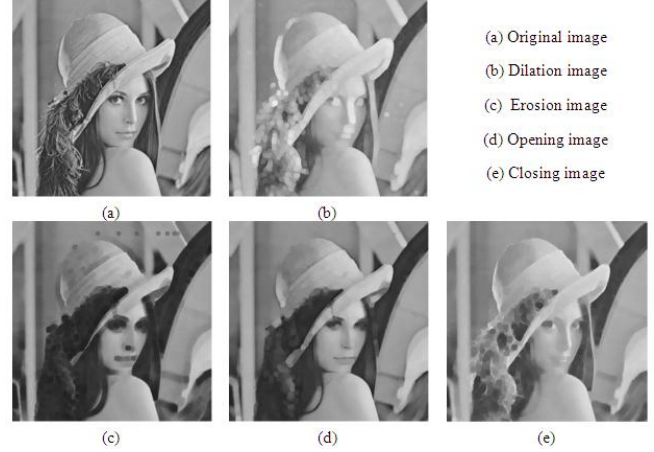 (a) Original image
(b) Dilation image
(c) Erosion image
(d) Opening image
(e) Closing image
(a)
(b)
(c)
(d)
(e)